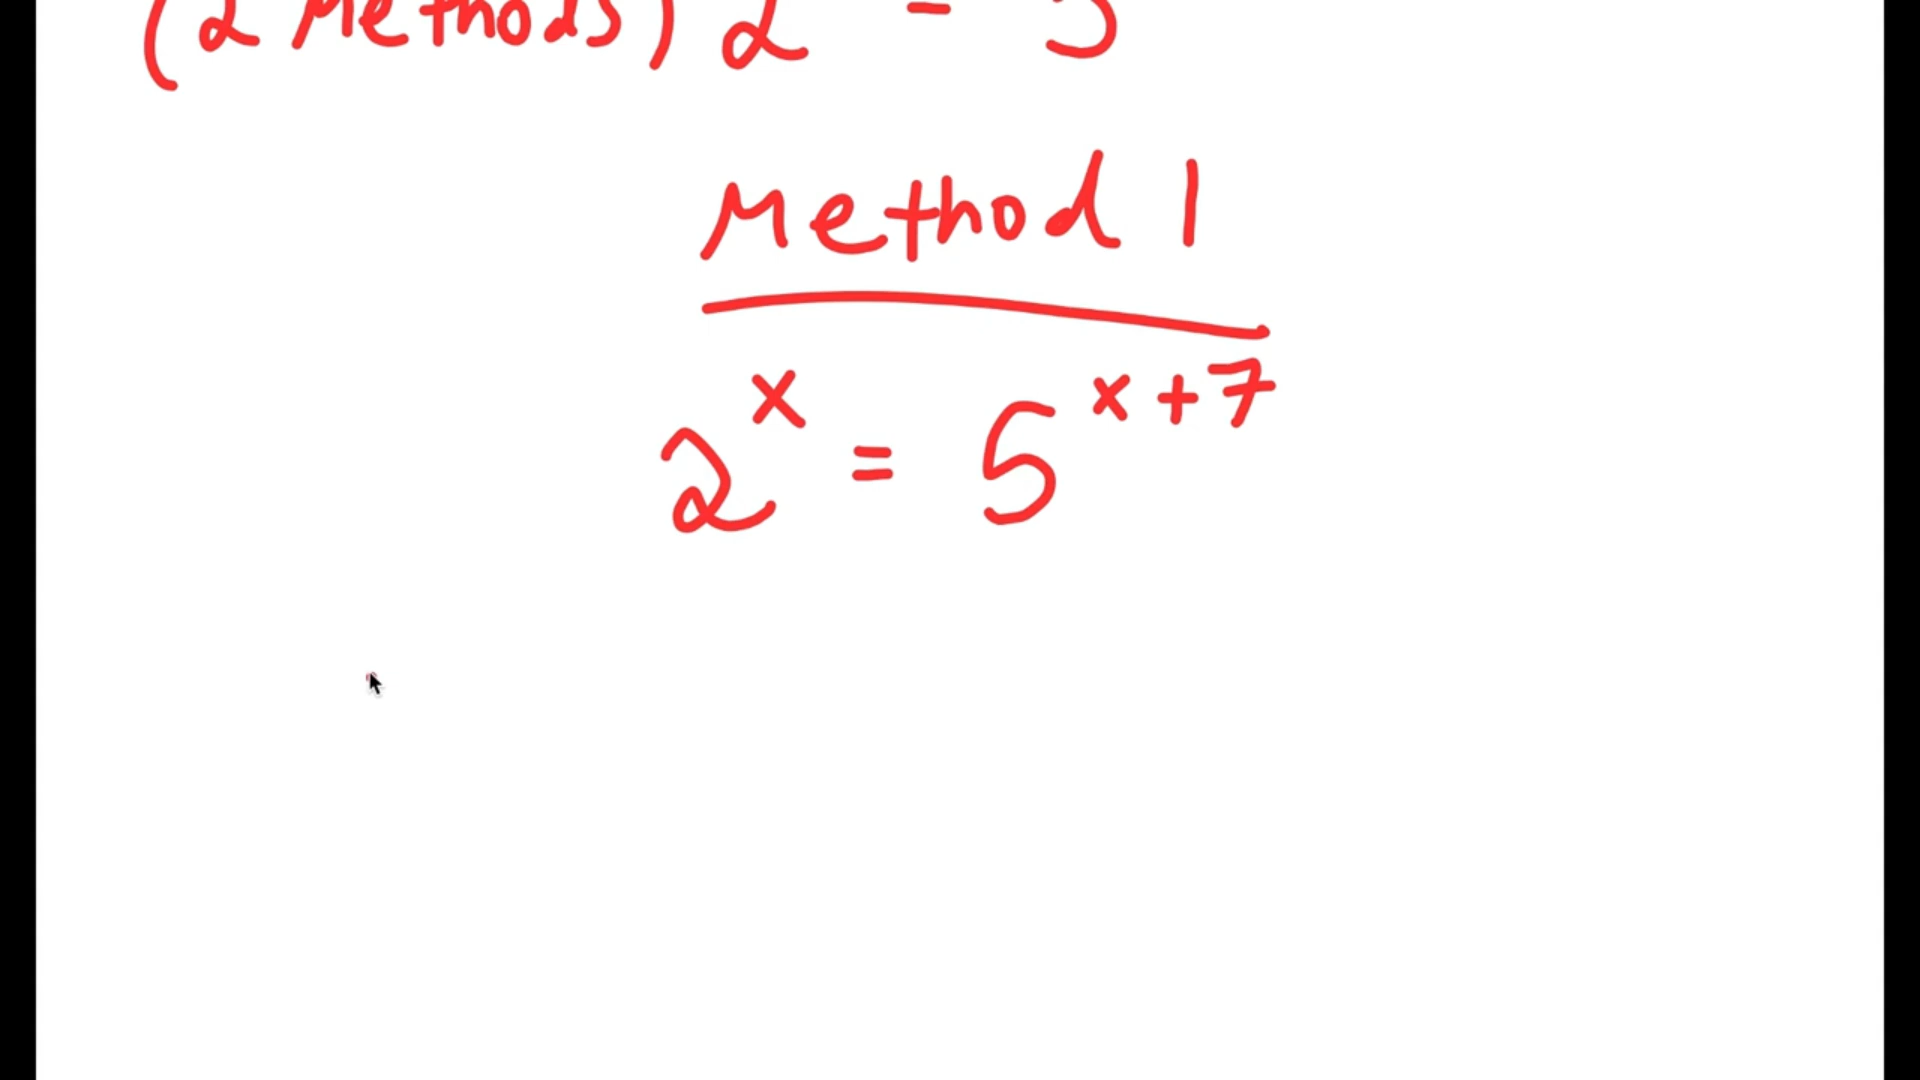 (2 Methods) 2 = 5
Method 1
2^x = 5^x+7